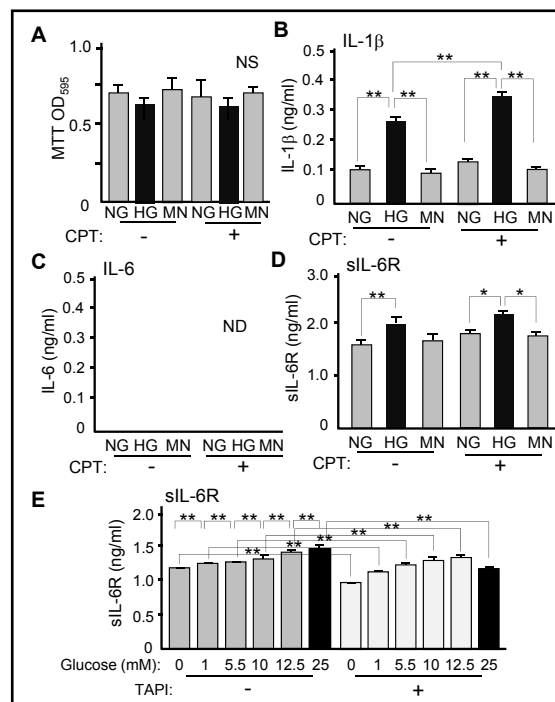 A
NS
MTT OD595
1.0
0.5
0
NG HG MN NG HG MN
CPT: - +
B
IL-1β
**
** ** ** **
IL-1β (ng/ml)
0.5
0.4
0.3
0.2
0.1
0
NG HG MN NG HG MN
CPT: - +
C
IL-6
ND
IL-6 (ng/ml)
0.5
0.4
0.3
0.2
0.1
0
NG HG MN NG HG MN
CPT: - +
D
sIL-6R
** * *
sIL-6R (ng/ml)
3.0
2.0
1.0
0
NG HG MN NG HG MN
CPT: - +
E
sIL-6R
** ** ** ** ** **
**
**
**
** **
sIL-6R (ng/ml)
2.0
1.5
1.0
0.5
0
Glucose (mM): 0 1 5.5 10 12.5 25 0 1 5.5 10 12.5 25
TAPI: - +